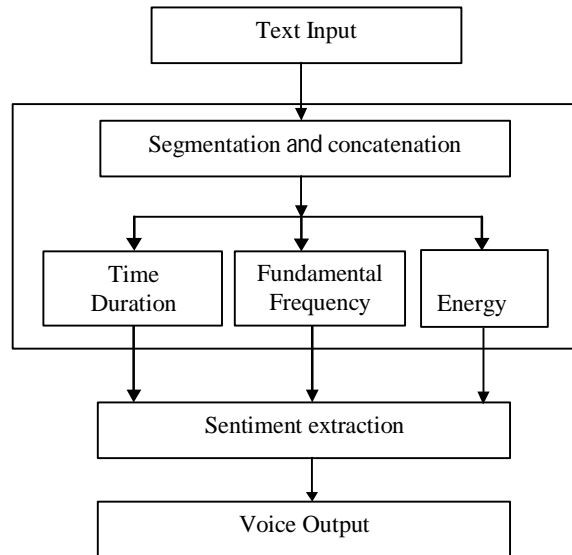 Text Input
Segmentation and concatenation
Time
Duration
Fundamental
Frequency
Energy
Sentiment extraction
Voice Output